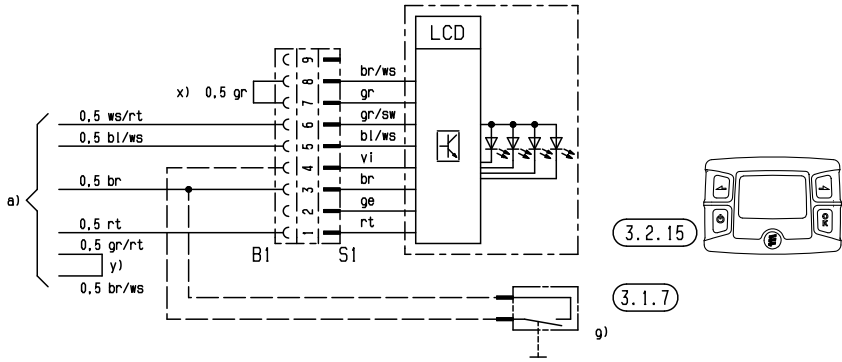 LCD
9
8
7
6
5
4
3
2
1
x) 0,5 gr
br/ws
gr
gr/sw
bl/ws
vi
br
ge
rt
a)
0,5 ws/rt
0,5 bl/ws
0,5 br
0,5 rt
0,5 gr/rt
y)
0,5 br/ws
B1
S1
3.2.15
OK
3.1.7
g)